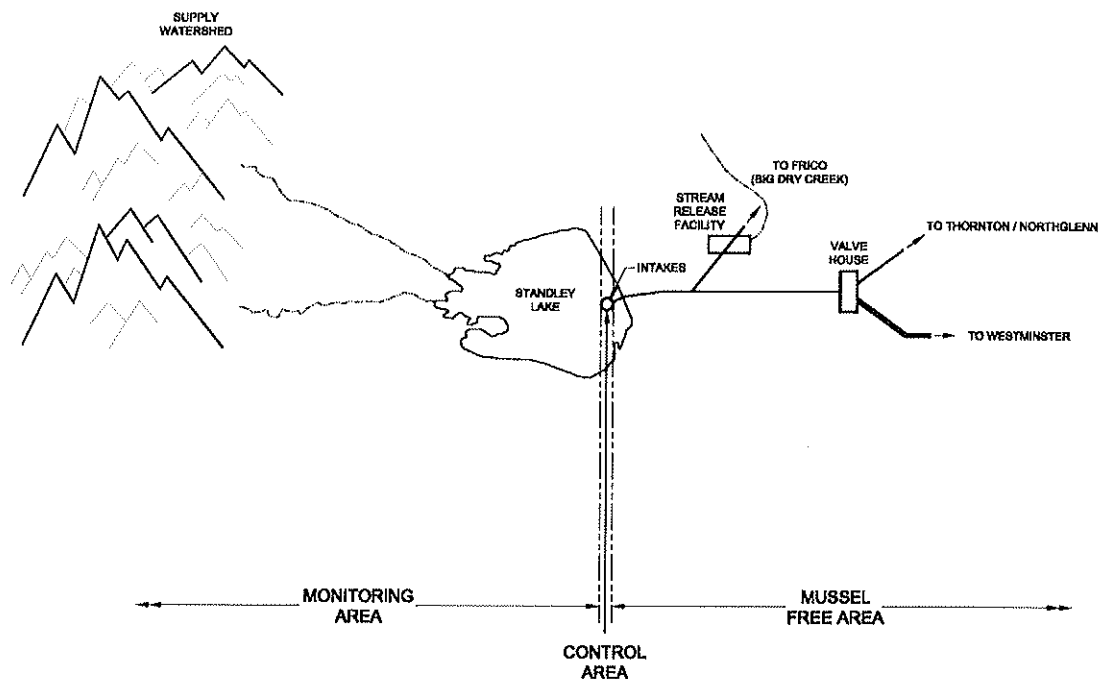 SUPPLY
WATERSHED
TO FRICO
(BIG DRY CREEK)
STREAM
RELEASE
FACILITY
TO THORNTON / NORTHGLENN
VALVE
HOUSE
INTAKES
STANDLEY
LAKE
TO WESTMINSTER
MONITORING
AREA
MUSSEL
FREE AREA
CONTROL
AREA